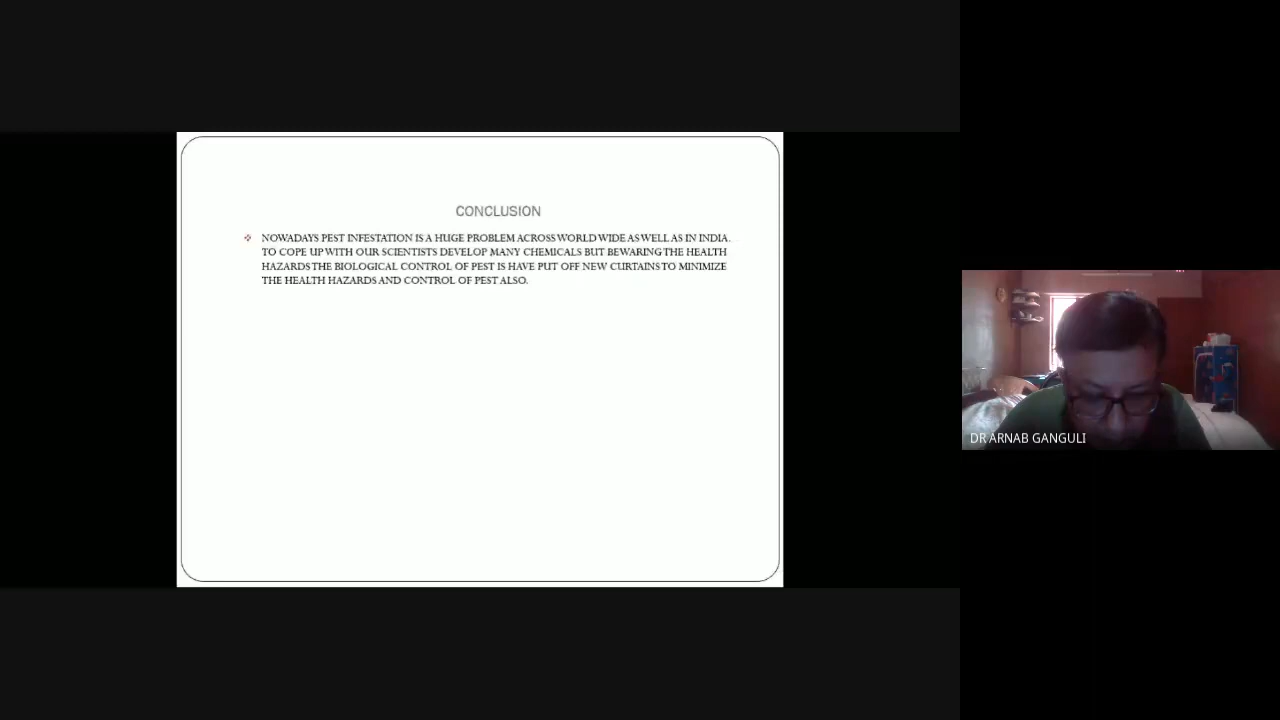 CONCLUSION
NOWADAYS PEST INFESTATION IS A HUGE PROBLEM ACROSS WORLD WIDE AS WELL AS IN INDIA.
TO COPE UP WITH OUR SCIENTISTS DEVELOP MANY CHEMICALS BUT BEWARING THE HEALTH
HAZARDS THE BIOLOGICAL CONTROL OF PEST IS HAVE PUT OFF NEW CURTAINS TO MINIMIZE
THE HEALTH HAZARDS AND CONTROL OF PEST ALSO.
DR ARNAB GANGULI